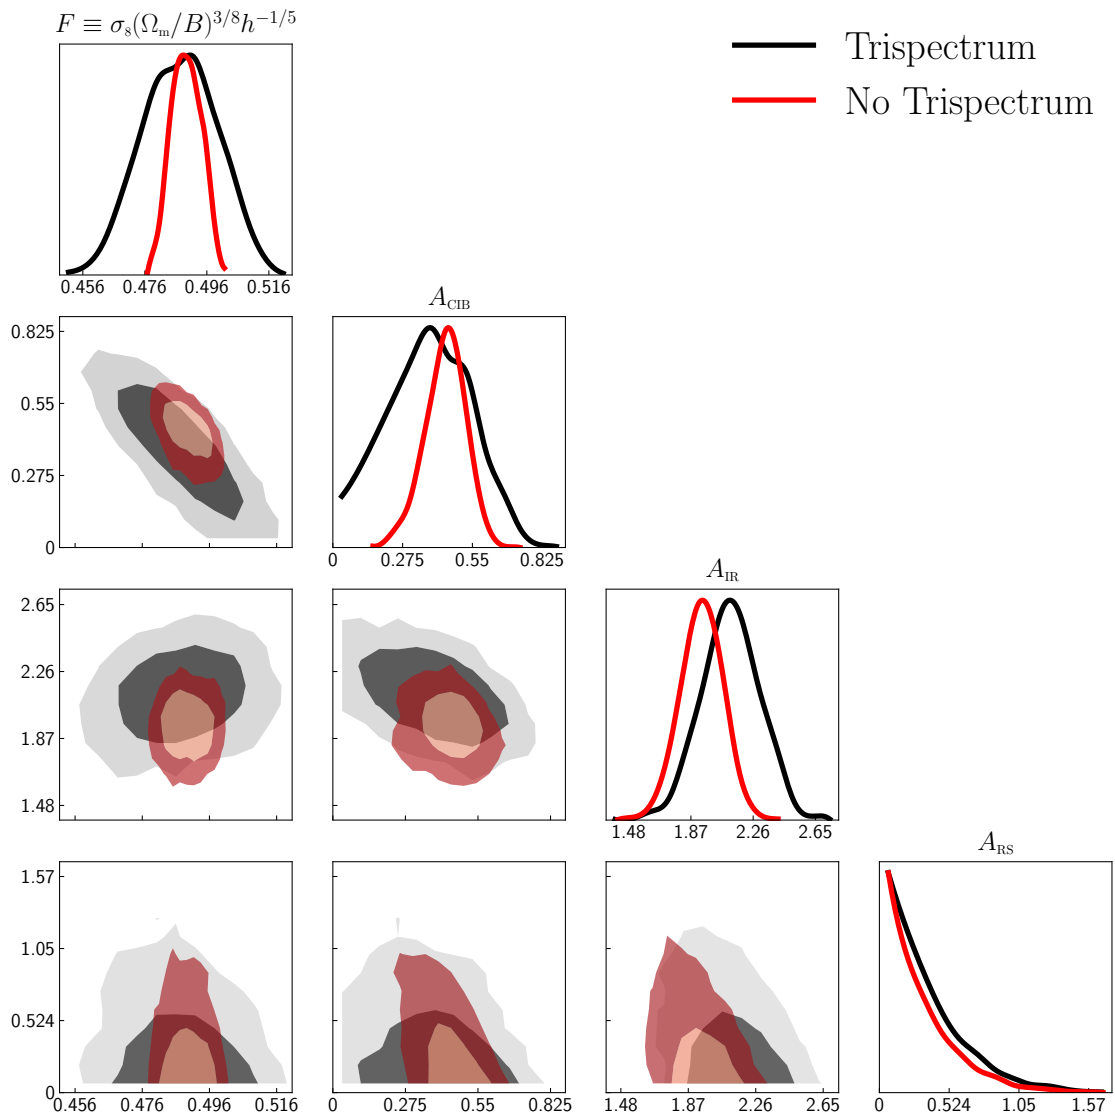 F ≡ σ₈(Ωₘ/B)^{3/8}h^{−1/5}
Trispectrum
No Trispectrum
0.456 0.476 0.496 0.516
A_CIB
0.825
0.55
0.275
0
0 0.275 0.55 0.825
A_IR
2.65
2.26
1.87
1.48
1.48 1.87 2.26 2.65
A_RS
1.57
1.05
0.524
0
0.456 0.476 0.496 0.516
0 0.275 0.55 0.825
1.48 1.87 2.26 2.65
0 0.524 1.05 1.57